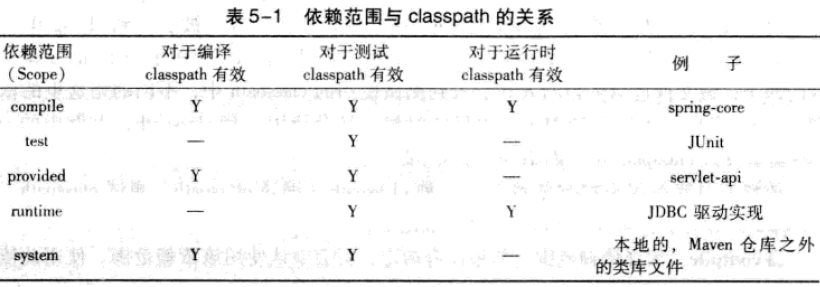 表 5-1 依赖范围与 classpath 的关系
依赖范围 (Scope) 对于编译 classpath 有效 对于测试 classpath 有效 对于运行时 classpath 有效 例 子
compile Y Y Y spring-core
test — Y — JUnit
provided Y Y — servlet-api
runtime — Y Y JDBC 驱动实现
system Y Y — 本地的，Maven 仓库之外的类库文件